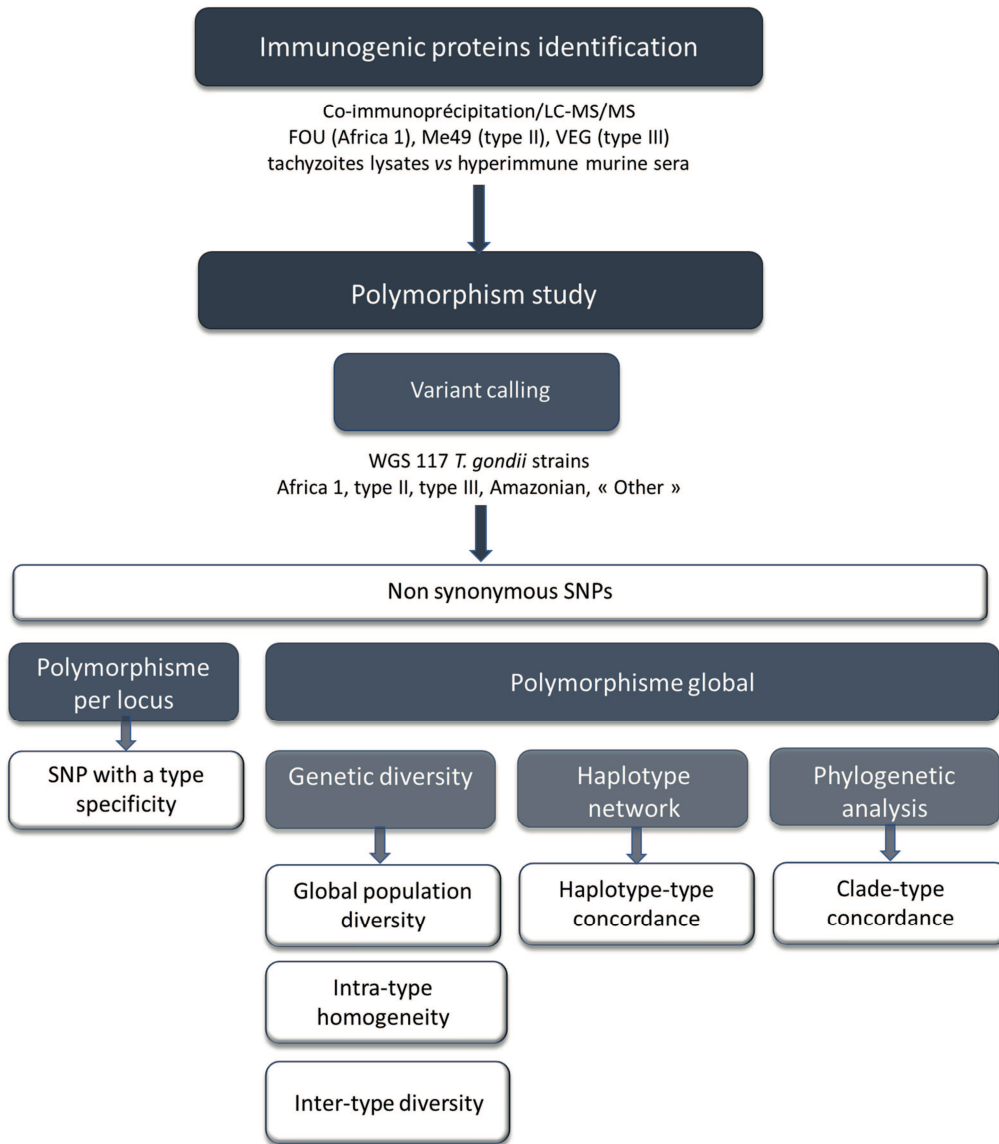 Immunogenic proteins identification
Co-immunoprécipitation/LC-MS/MS
FOU (Africa 1), Me49 (type II), VEG (type III)
tachyzoites lysates vs hyperimmune murine sera
Polymorphism study
Variant calling
WGS 117 T. gondii strains
Africa 1, type II, type III, Amazonian, « Other »
Non synonymous SNPs
Polymorphisme
per locus
Polymorphisme global
SNP with a type
specificity
Genetic diversity
Haplotype
network
Phylogenetic
analysis
Global population
diversity
Haplotype-type
concordance
Clade-type
concordance
Intra-type
homogeneity
Inter-type diversity